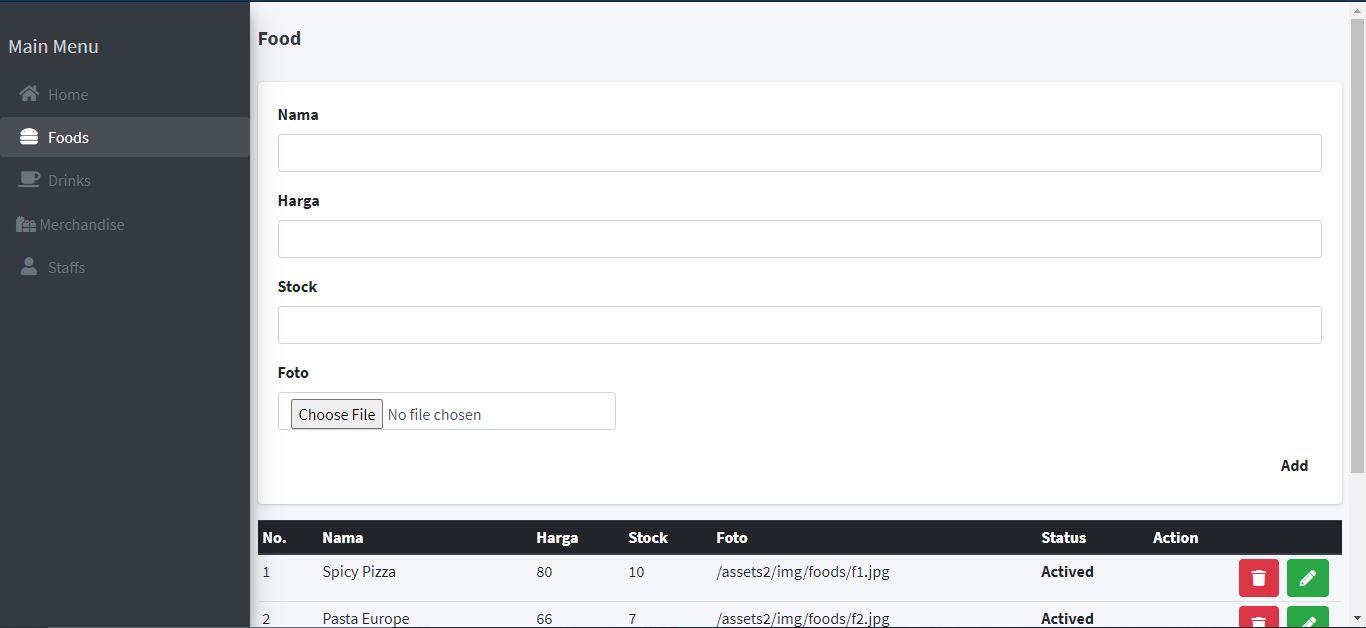 Main Menu
Home
Foods
Drinks
Merchandise
Staffs
Food
Nama
Harga
Stock
Foto
Choose File No file chosen
Add
No. Nama Harga Stock Foto Status Action
1 Spicy Pizza 80 10 /assets2/img/foods/f1.jpg Actived
2 Pasta Europe 66 7 /assets2/img/foods/f2.jpg Actived